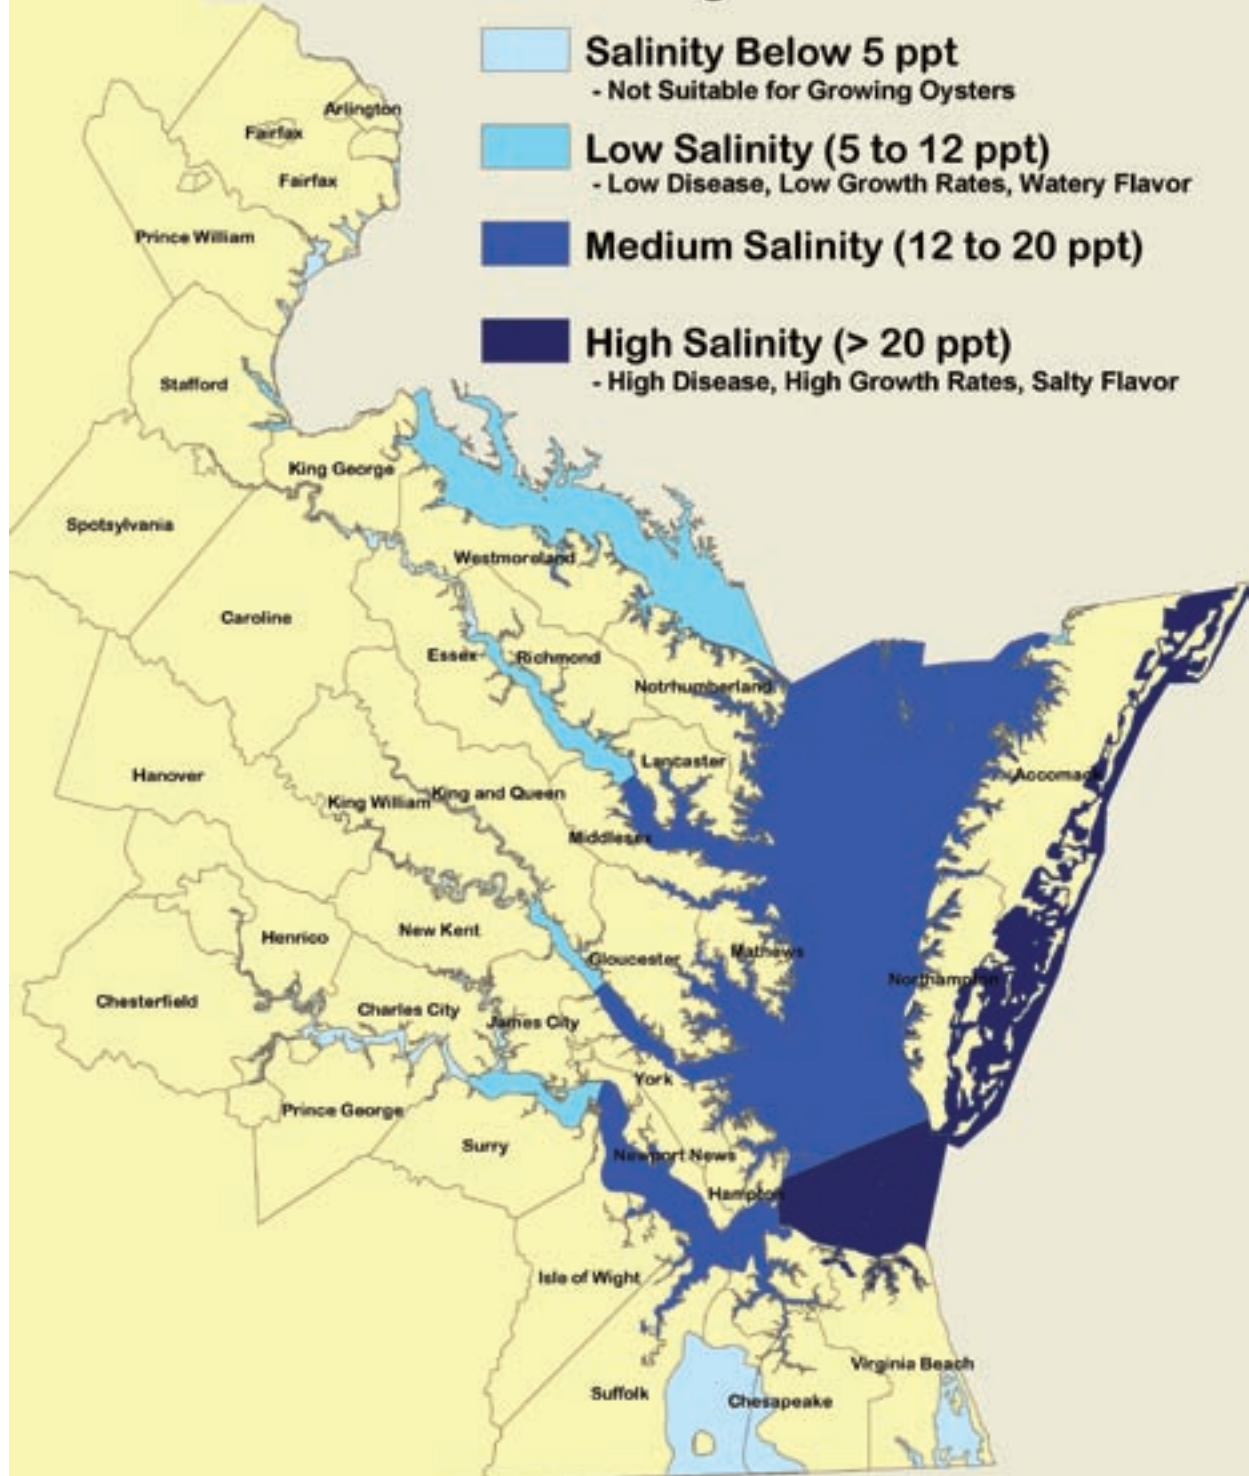 Salinity Below 5 ppt
- Not Suitable for Growing Oysters
Low Salinity (5 to 12 ppt)
- Low Disease, Low Growth Rates, Watery Flavor
Medium Salinity (12 to 20 ppt)
High Salinity (> 20 ppt)
- High Disease, High Growth Rates, Salty Flavor
Arlington
Fairfax
Fairfax
Prince William
Stafford
King George
Spotsylvania
Westmoreland
Caroline
Essex
Richmond
Notrhumberland
Lancaster
Hanover
Accomack
King William
King and Queen
Middlesex
New Kent
Henrico
Gloucester
Mathews
Northampton
Chesterfield
Charles City
James City
York
Prince George
Surry
Newport News
Hampton
Isle of Wight
Virginia Beach
Suffolk
Chesapeake